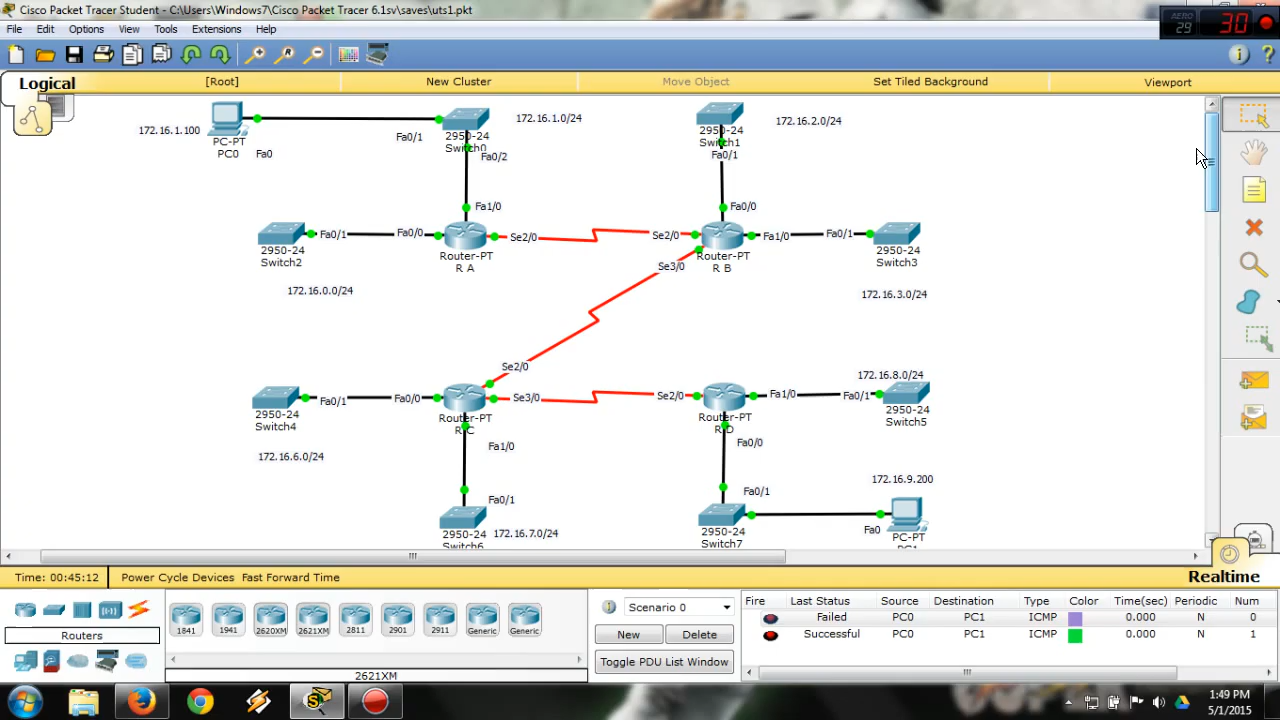 Cisco Packet Tracer Student - C:\Users\Windows7\Cisco Packet Tracer 6.1sv\saves\uts1.pkt
AERO
29
30
File Edit Options View Tools Extensions Help
Logical [Root] New Cluster Move Object Set Tiled Background Viewport
172.16.1.100
PC-PT
PC0
Fa0
Fa0/1
2950-24
Switch0
Fa0/2
172.16.1.0/24
2950-24
Switch1
Fa0/1
172.16.2.0/24
Fa1/0
Fa0/0
2950-24
Switch2
Fa0/1
Fa0/0
Router-PT
R A
Se2/0
Se2/0
Router-PT
R B
Fa1/0
Fa0/1
2950-24
Switch3
Se3/0
172.16.0.0/24
172.16.3.0/24
Se2/0
172.16.8.0/24
2950-24
Switch4
Fa0/1
Fa0/0
Router-PT
R C
Se3/0
Se2/0
Router-PT
R D
Fa1/0
Fa0/1
2950-24
Switch5
Fa1/0
Fa0/0
172.16.6.0/24
172.16.9.200
Fa0/1
Fa0/1
2950-24
Switch6
172.16.7.0/24
2950-24
Switch7
Fa0
PC-PT
PC1
Realtime
Time: 00:45:12 Power Cycle Devices Fast Forward Time
Routers
1841 1941 2620XM 2621XM 2811 2901 2911 Generic Generic
2621XM
Scenario 0
New Delete
Toggle PDU List Window
Fire Last Status Source Destination Type Color Time(sec) Periodic Num
Failed PC0 PC1 ICMP 0.000 N 0
Successful PC0 PC1 ICMP 0.000 N 1
1:49 PM
5/1/2015